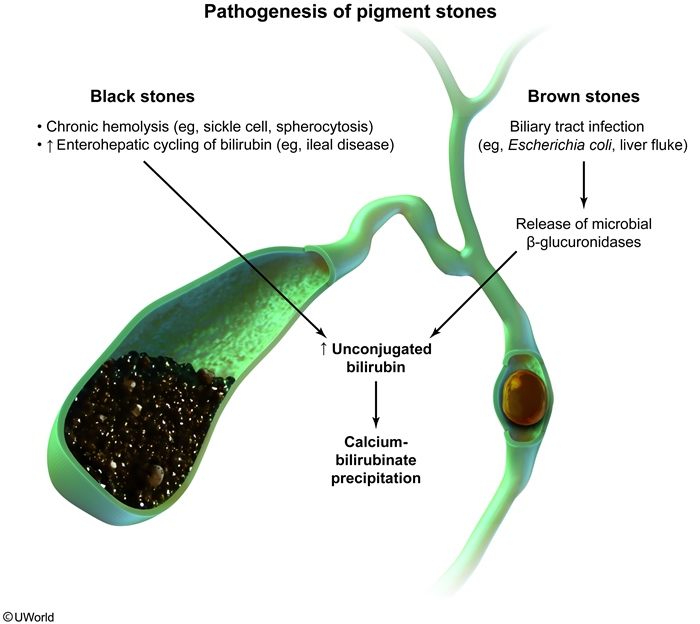 Pathogenesis of pigment stones
Black stones
• Chronic hemolysis (eg, sickle cell, spherocytosis)
• ↑ Enterohepatic cycling of bilirubin (eg, ileal disease)
Brown stones
Biliary tract infection
(eg, Escherichia coli, liver fluke)
Release of microbial
β-glucuronidases
↑ Unconjugated
bilirubin
Calcium-
bilirubinate
precipitation
©UWorld